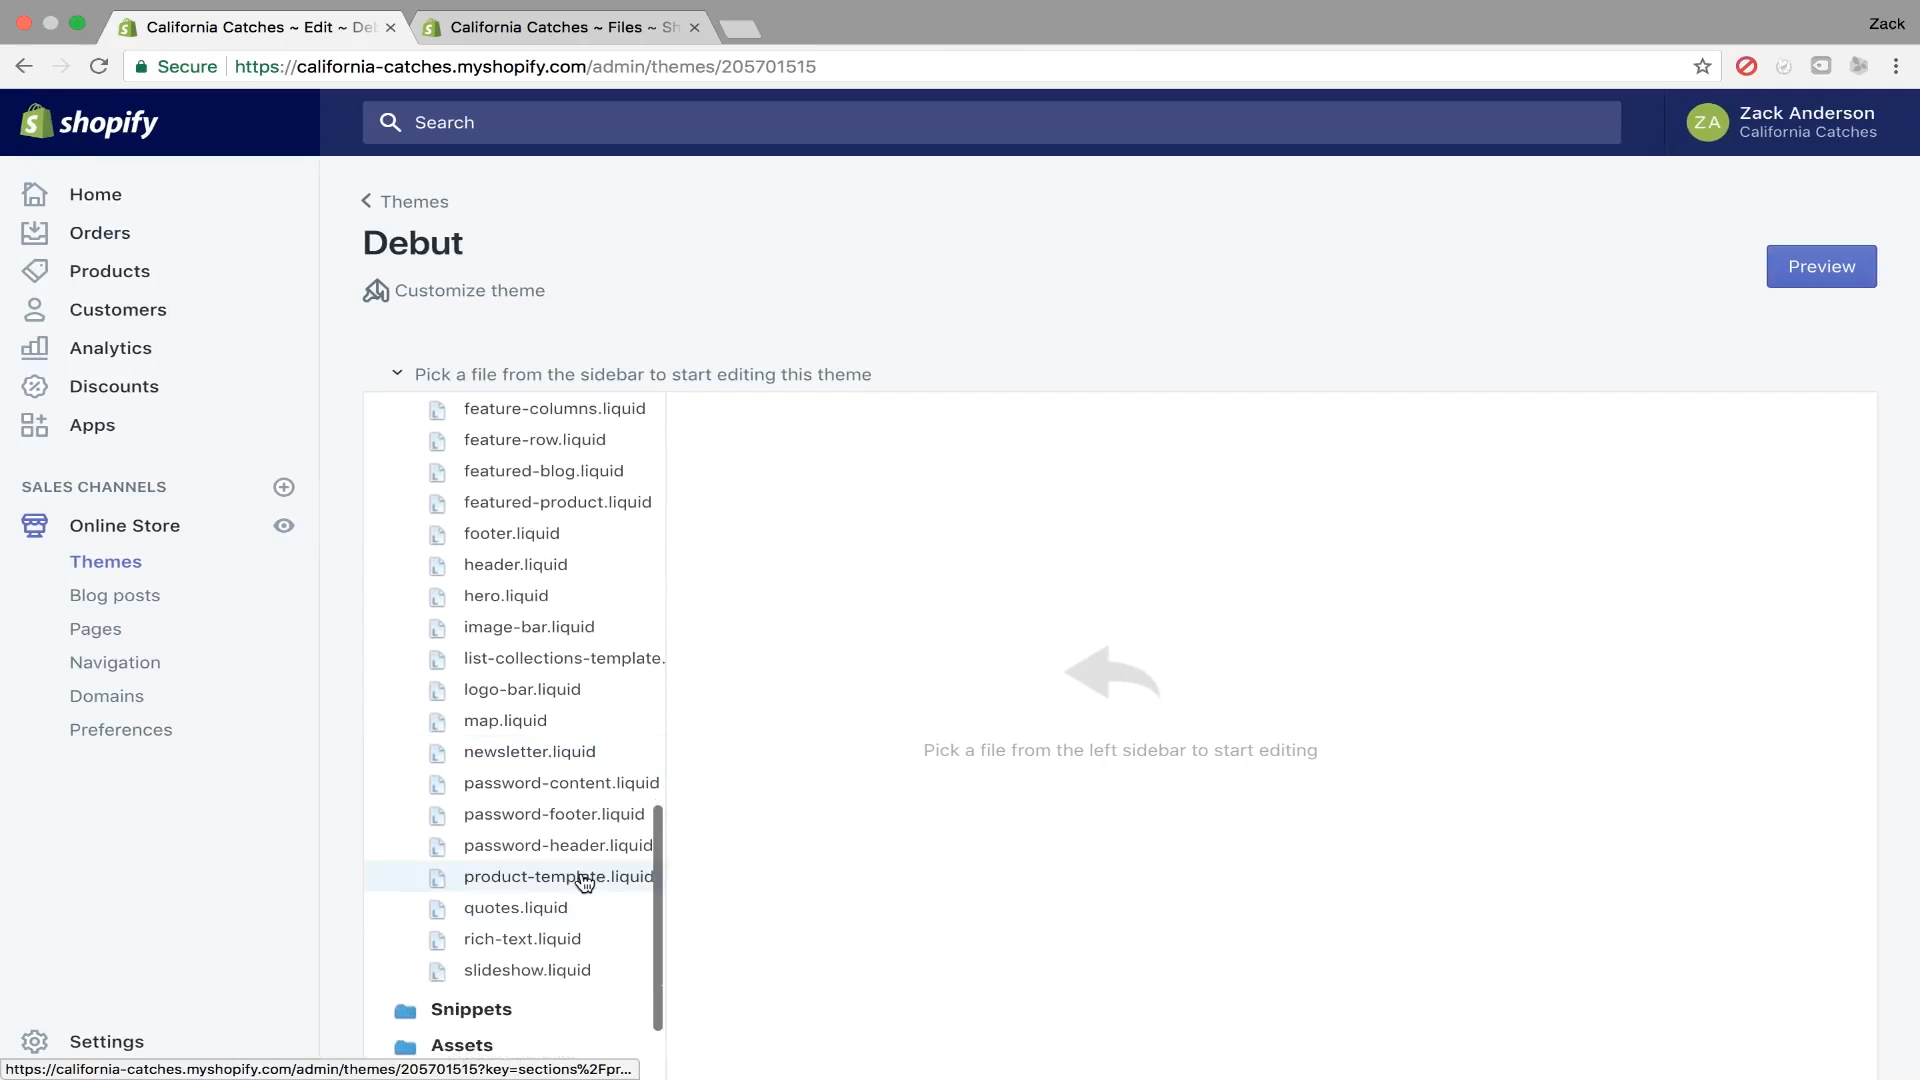 California Catches ~ Edit ~ De
California Catches ~ Files ~ Sh
Zack
Secure
https://california-catches.myshopify.com/admin/themes/205701515
shopify
Search
ZA
Zack Anderson
California Catches
Home
Orders
Products
Customers
Analytics
Discounts
Apps
SALES CHANNELS
Online Store
Themes
Blog posts
Pages
Navigation
Domains
Preferences
Settings
Themes
Debut
Customize theme
Preview
Pick a file from the sidebar to start editing this theme
feature-columns.liquid
feature-row.liquid
featured-blog.liquid
featured-product.liquid
footer.liquid
header.liquid
hero.liquid
image-bar.liquid
list-collections-template.
logo-bar.liquid
map.liquid
newsletter.liquid
password-content.liquid
password-footer.liquid
password-header.liquid
product-template.liquid
quotes.liquid
rich-text.liquid
slideshow.liquid
Snippets
Assets
Pick a file from the left sidebar to start editing
https://california-catches.myshopify.com/admin/themes/205701515?key=sections%2Fpr...